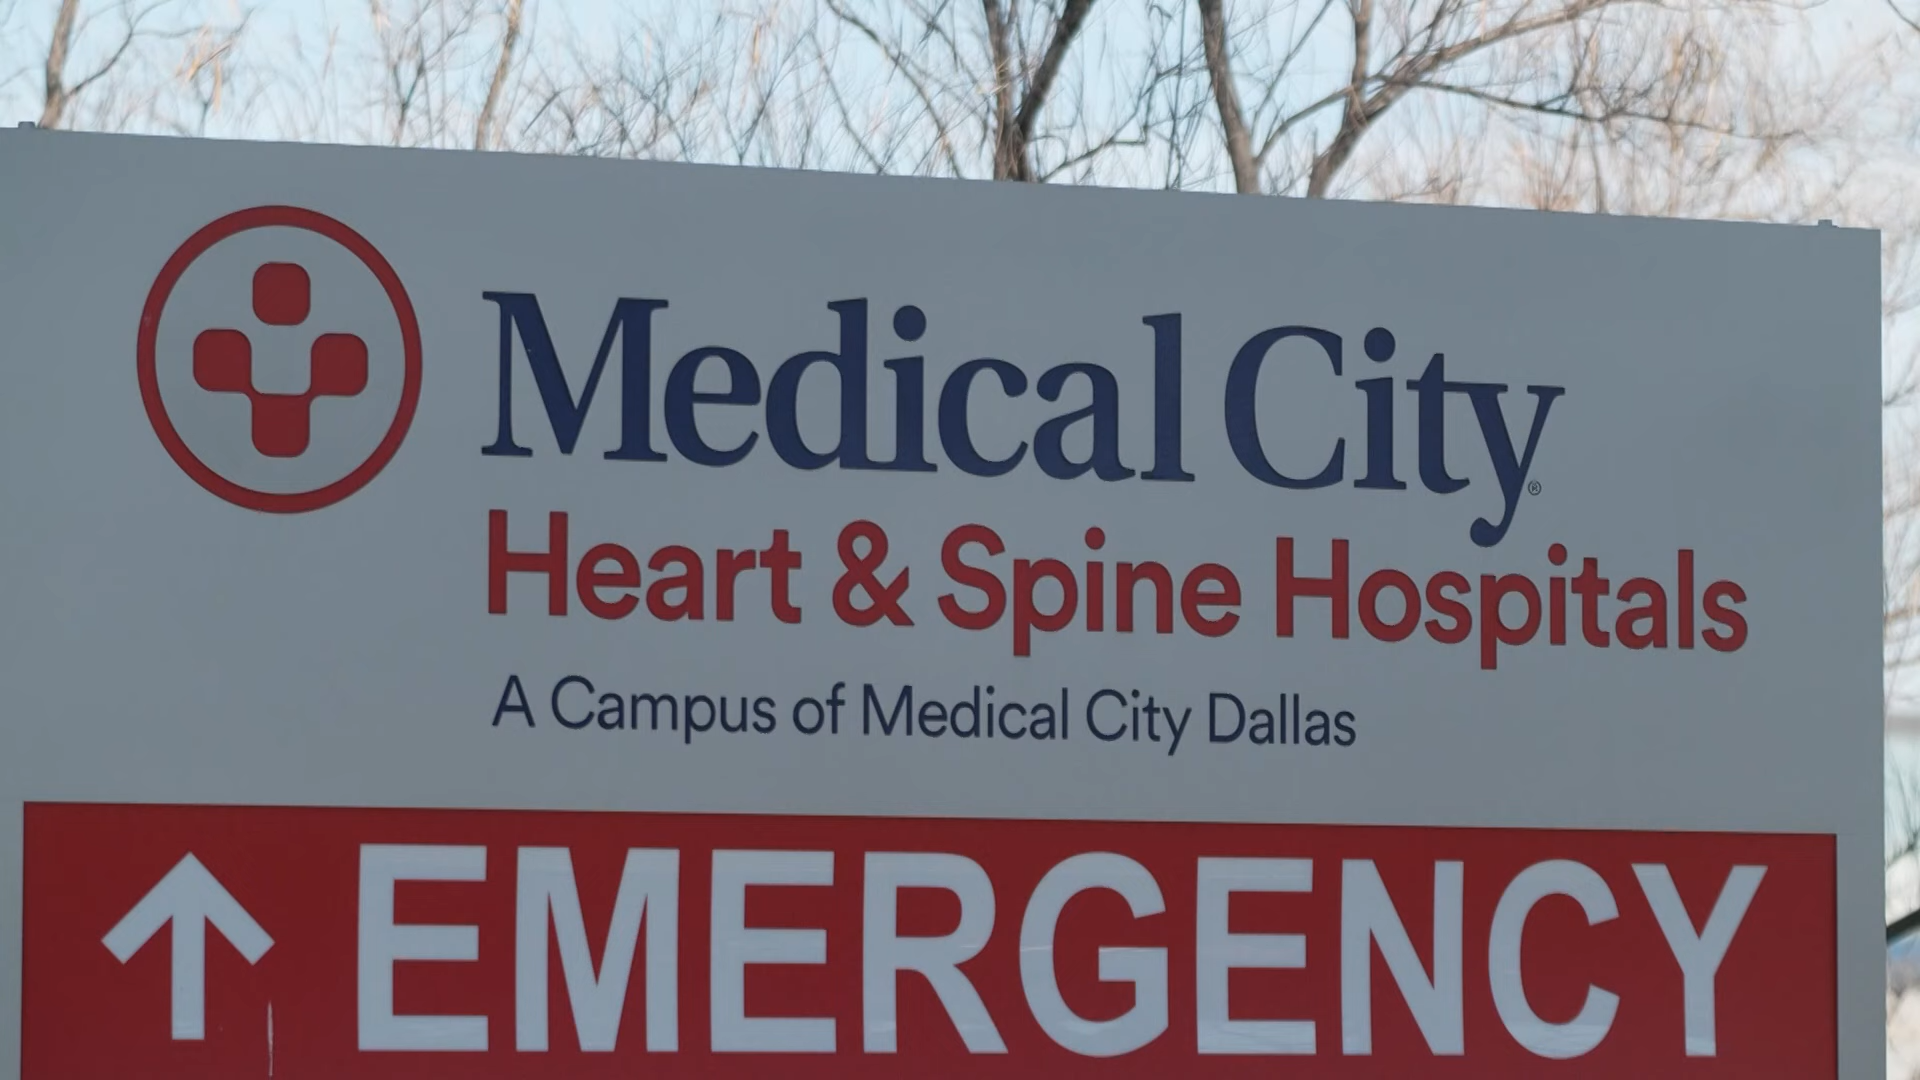 Medical City®
Heart & Spine Hospitals
A Campus of Medical City Dallas
↑ EMERGENCY